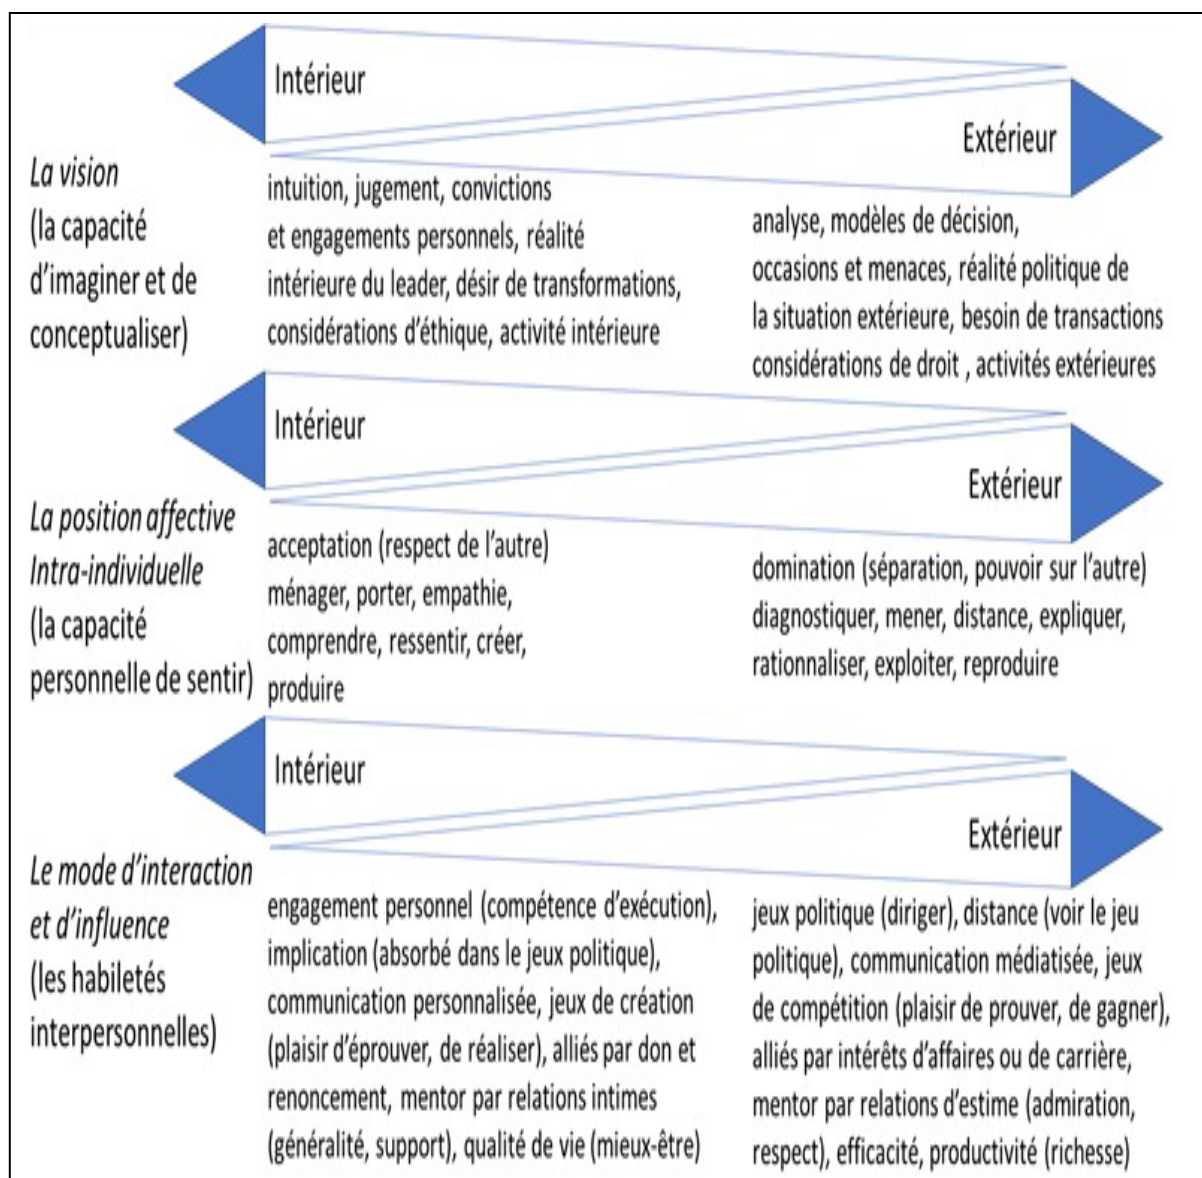 Intérieur
Extérieur
La vision
(la capacité
d'imaginer et de
conceptualiser)
intuition, jugement, convictions
et engagements personnels, réalité
intérieure du leader, désir de transformations,
considérations d'éthique, activité intérieure
analyse, modèles de décision,
occasions et menaces, réalité politique de
la situation extérieure, besoin de transactions
considérations de droit , activités extérieures
Intérieur
Extérieur
La position affective
Intra-individuelle
(la capacité
personnelle de sentir)
acceptation (respect de l'autre)
ménager, porter, empathie,
comprendre, ressentir, créer,
produire
domination (séparation, pouvoir sur l'autre)
diagnostiquer, mener, distance, expliquer,
rationnaliser, exploiter, reproduire
Intérieur
Extérieur
Le mode d'interaction
et d'influence
(les habiletés
interpersonnelles)
engagement personnel (compétence d'exécution),
implication (absorbé dans le jeux politique),
communication personnalisée, jeux de création
(plaisir d'éprouver, de réaliser), alliés par don et
renoncement, mentor par relations intimes
(généralité, support), qualité de vie (mieux-être)
jeux politique (diriger), distance (voir le jeu
politique), communication médiatisée, jeux
de compétition (plaisir de prouver, de gagner),
alliés par intérêts d'affaires ou de carrière,
mentor par relations d'estime (admiration,
respect), efficacité, productivité (richesse)